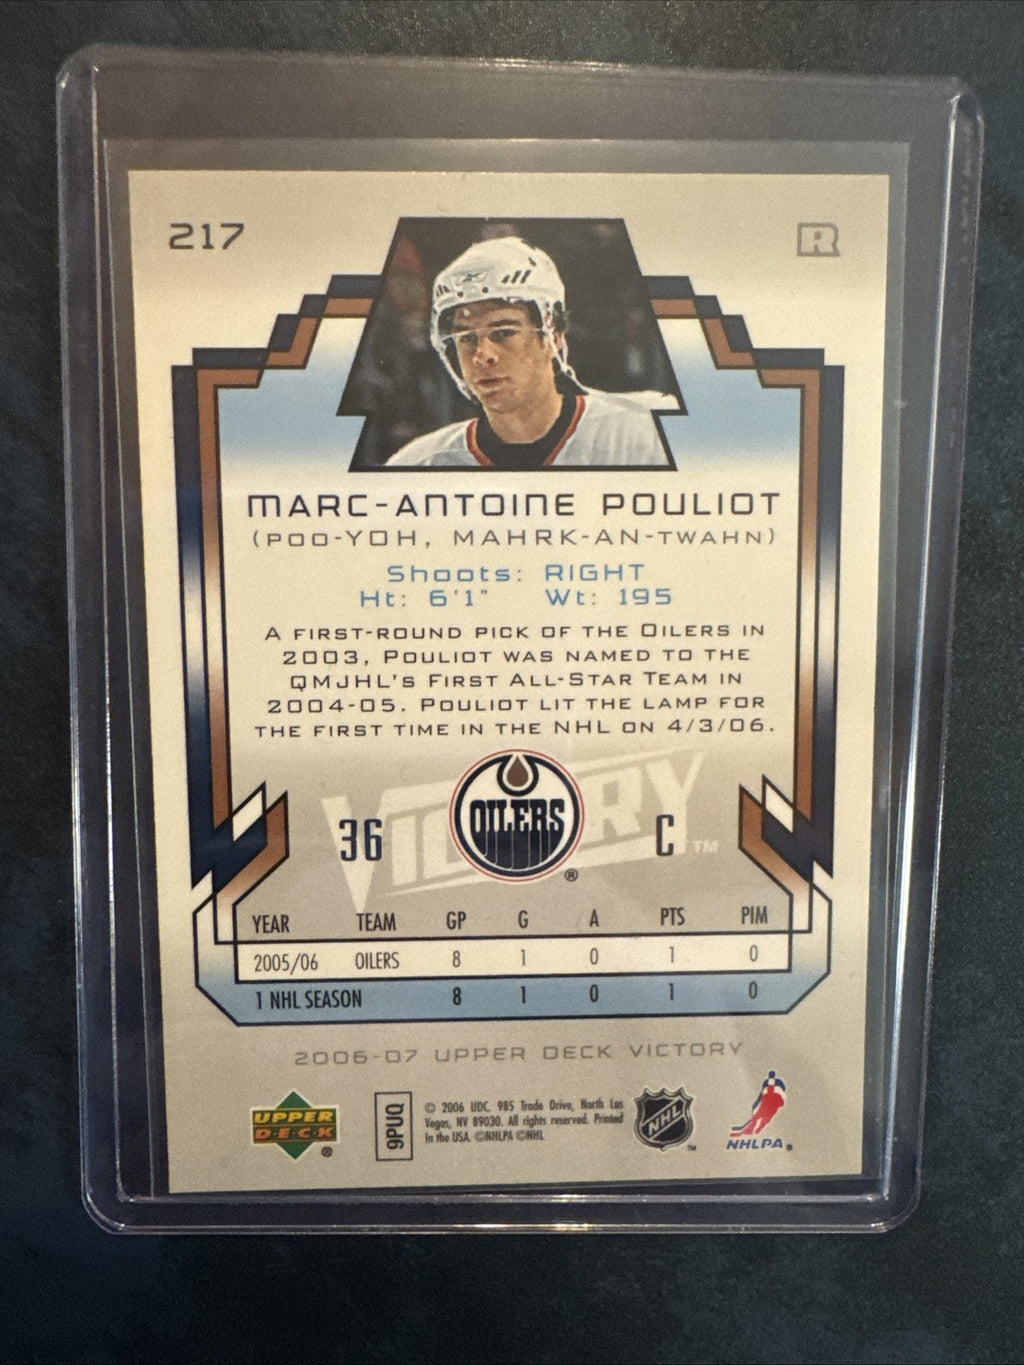 217
R
MARC-ANTOINE POULIOT
(POO-YOH, MAHRK-AN-TWAHN)
Shoots: RIGHT
Ht: 6'1" Wt: 195
A FIRST-ROUND PICK OF THE OILERS IN
2003, POULIOT WAS NAMED TO THE
QMJHL'S FIRST ALL-STAR TEAM IN
2004-05. POULIOT LIT THE LAMP FOR
THE FIRST TIME IN THE NHL ON 4/3/06.
VICTORY™
36 OILERS® C
YEAR TEAM GP G A PTS PIM
2005/06 OILERS 8 1 0 1 0
1 NHL SEASON 8 1 0 1 0
2006-07 UPPER DECK VICTORY
UPPER
DECK®
9PUQ
© 2006 UDC. 985 Trade Drive, North Las
Vegas, NV 89030. All rights reserved. Printed
in the USA. ©NHLPA ©NHL
NHL™
NHLPA®